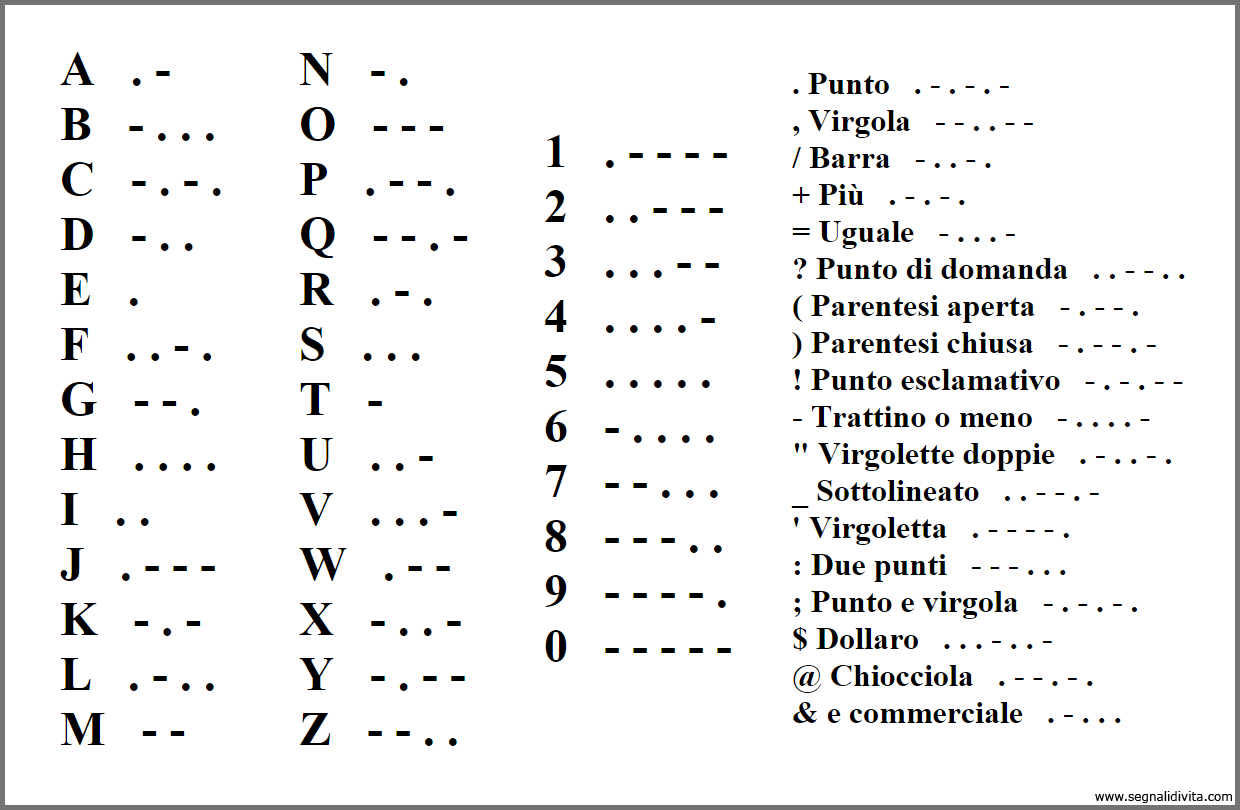 A . -
B - . . .
C - . - .
D - . .
E .
F . . - .
G - - .
H . . . .
I . .
J . - - -
K - . -
L . - . .
M - -
N - .
O - - -
P . - - .
Q - - . -
R . - .
S . . .
T -
U . . -
V . . . -
W . - -
X - . . -
Y - . - -
Z - - . .
1 . - - - -
2 . . - - -
3 . . . - -
4 . . . . -
5 . . . . .
6 - . . . .
7 - - . . .
8 - - - . .
9 - - - - .
0 - - - - -
. Punto . - . - . -
, Virgola - - . . - -
/ Barra - . . - .
+ Più . - . - .
= Uguale - . . . -
? Punto di domanda . . - - . .
( Parentesi aperta - . - - .
) Parentesi chiusa - . - - . -
! Punto esclamativo - . - . - -
- Trattino o meno - . . . . -
" Virgolette doppie . - . . - .
_ Sottolineato . . - - . -
' Virgoletta . - - - - .
: Due punti - - - . . .
; Punto e virgola - . - . - .
$ Dollaro . . . - . . -
@ Chiocciola . - - . - .
& e commerciale . - . . .
www.segnalidivita.com